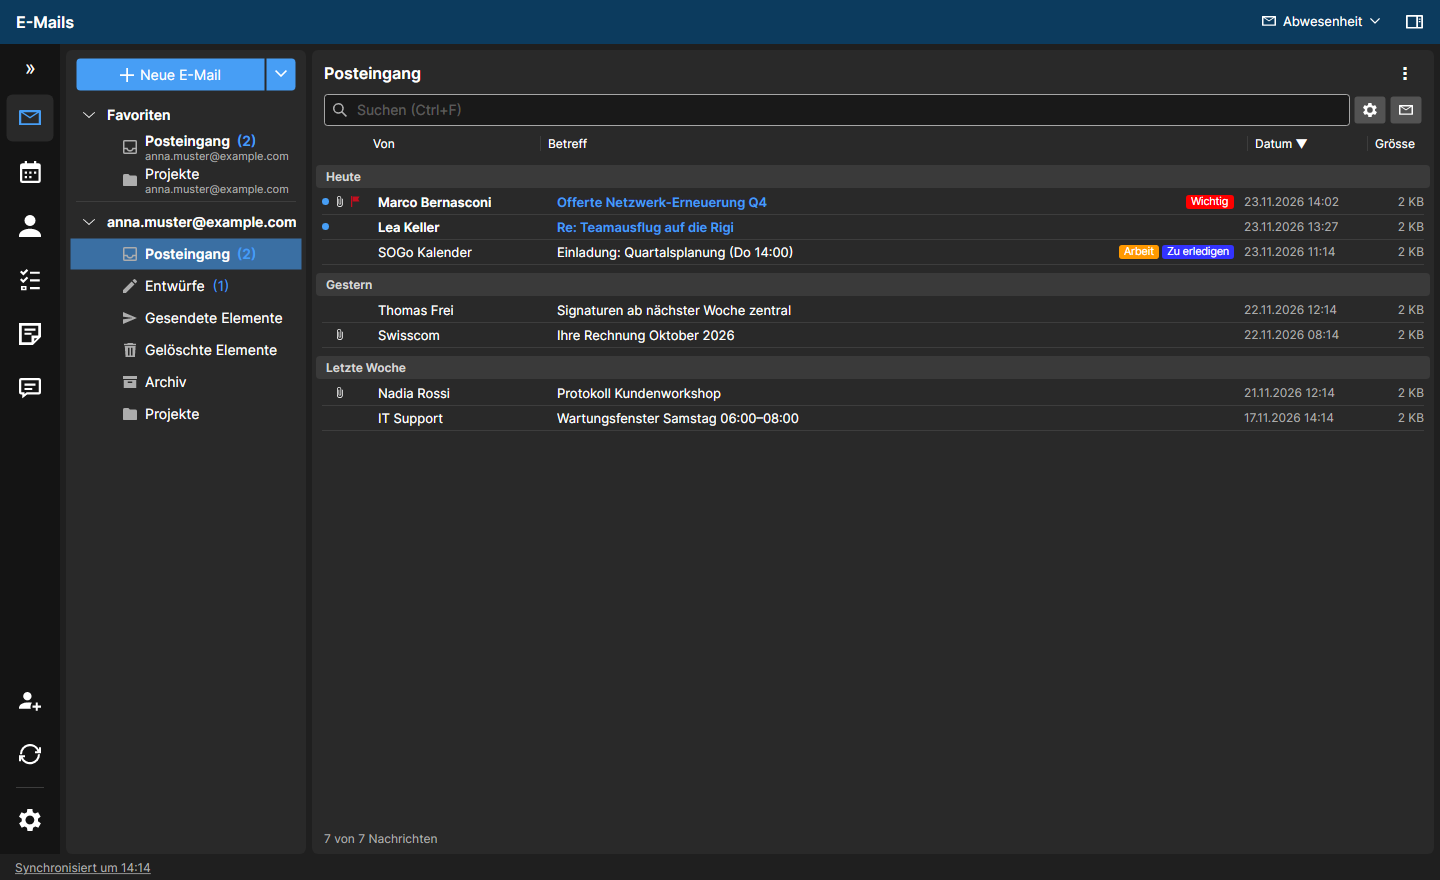 E-Mails
Abwesenheit
Neue E-Mail
Favoriten
Posteingang (2)
anna.muster@example.com
Projekte
anna.muster@example.com
anna.muster@example.com
Posteingang (2)
Entwürfe (1)
Gesendete Elemente
Gelöschte Elemente
Archiv
Projekte
Posteingang
Suchen (Ctrl+F)
Von Betreff Datum ▼ Grösse
Heute
Marco Bernasconi Offerte Netzwerk-Erneuerung Q4 Wichtig 23.11.2026 14:02 2 KB
Lea Keller Re: Teamausflug auf die Rigi 23.11.2026 13:27 2 KB
SOGo Kalender Einladung: Quartalsplanung (Do 14:00) Arbeit Zu erledigen 23.11.2026 11:14 2 KB
Gestern
Thomas Frei Signaturen ab nächster Woche zentral 22.11.2026 12:14 2 KB
Swisscom Ihre Rechnung Oktober 2026 22.11.2026 08:14 2 KB
Letzte Woche
Nadia Rossi Protokoll Kundenworkshop 21.11.2026 12:14 2 KB
IT Support Wartungsfenster Samstag 06:00–08:00 17.11.2026 14:14 2 KB
7 von 7 Nachrichten
Synchronisiert um 14:14